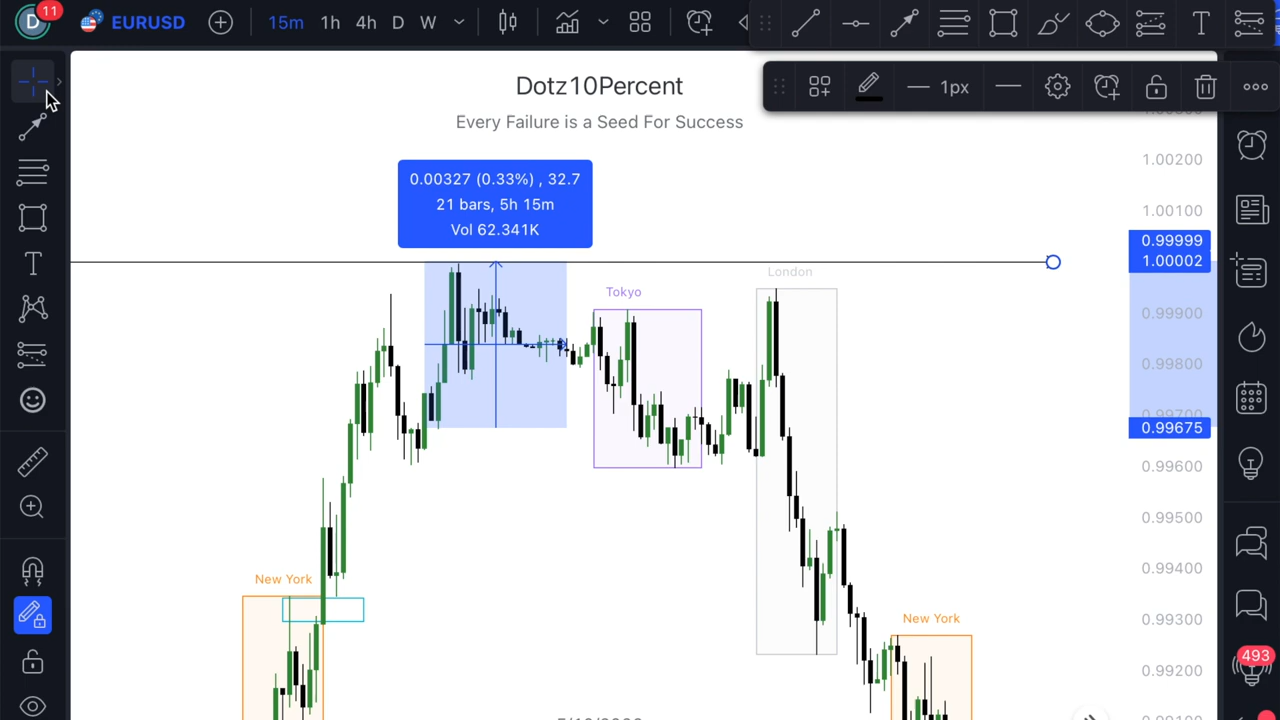 11
D
EURUSD
15m 1h 4h D W
T
1px
Dotz10Percent
Every Failure is a Seed For Success
0.00327 (0.33%) , 32.7
21 bars, 5h 15m
Vol 62.341K
1.00200
1.00100
0.99999
1.00002
London
Tokyo
0.99900
0.99800
0.99700
0.99675
0.99600
0.99500
0.99400
New York
0.99300
New York
493
0.99200
T